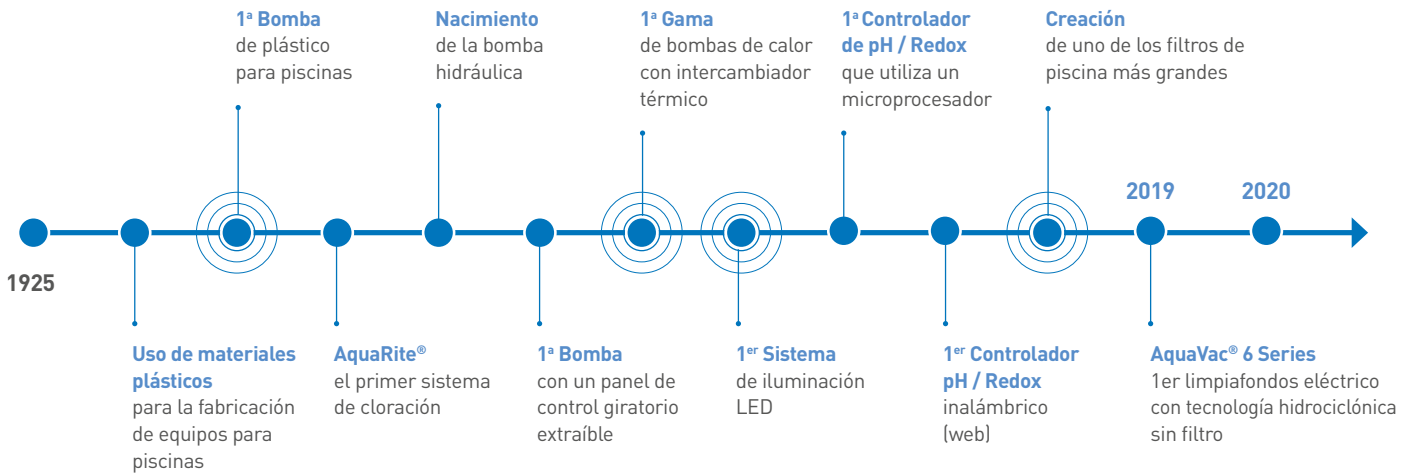 1ª Bomba
de plástico
para piscinas
Nacimiento
de la bomba
hidráulica
1ª Gama
de bombas de calor
con intercambiador
térmico
1ª Controlador
de pH / Redox
que utiliza un
microprocesador
Creación
de uno de los filtros de
piscina más grandes
2019
2020
1925
Uso de materiales
plásticos
para la fabricación
de equipos para
piscinas
AquaRite®
el primer sistema
de cloración
1ª Bomba
con un panel de
control giratorio
extraíble
1er Sistema
de iluminación
LED
1er Controlador
pH / Redox
inalámbrico
(web)
AquaVac® 6 Series
1er limpiafondos eléctrico
con tecnología hidrociclónica
sin filtro